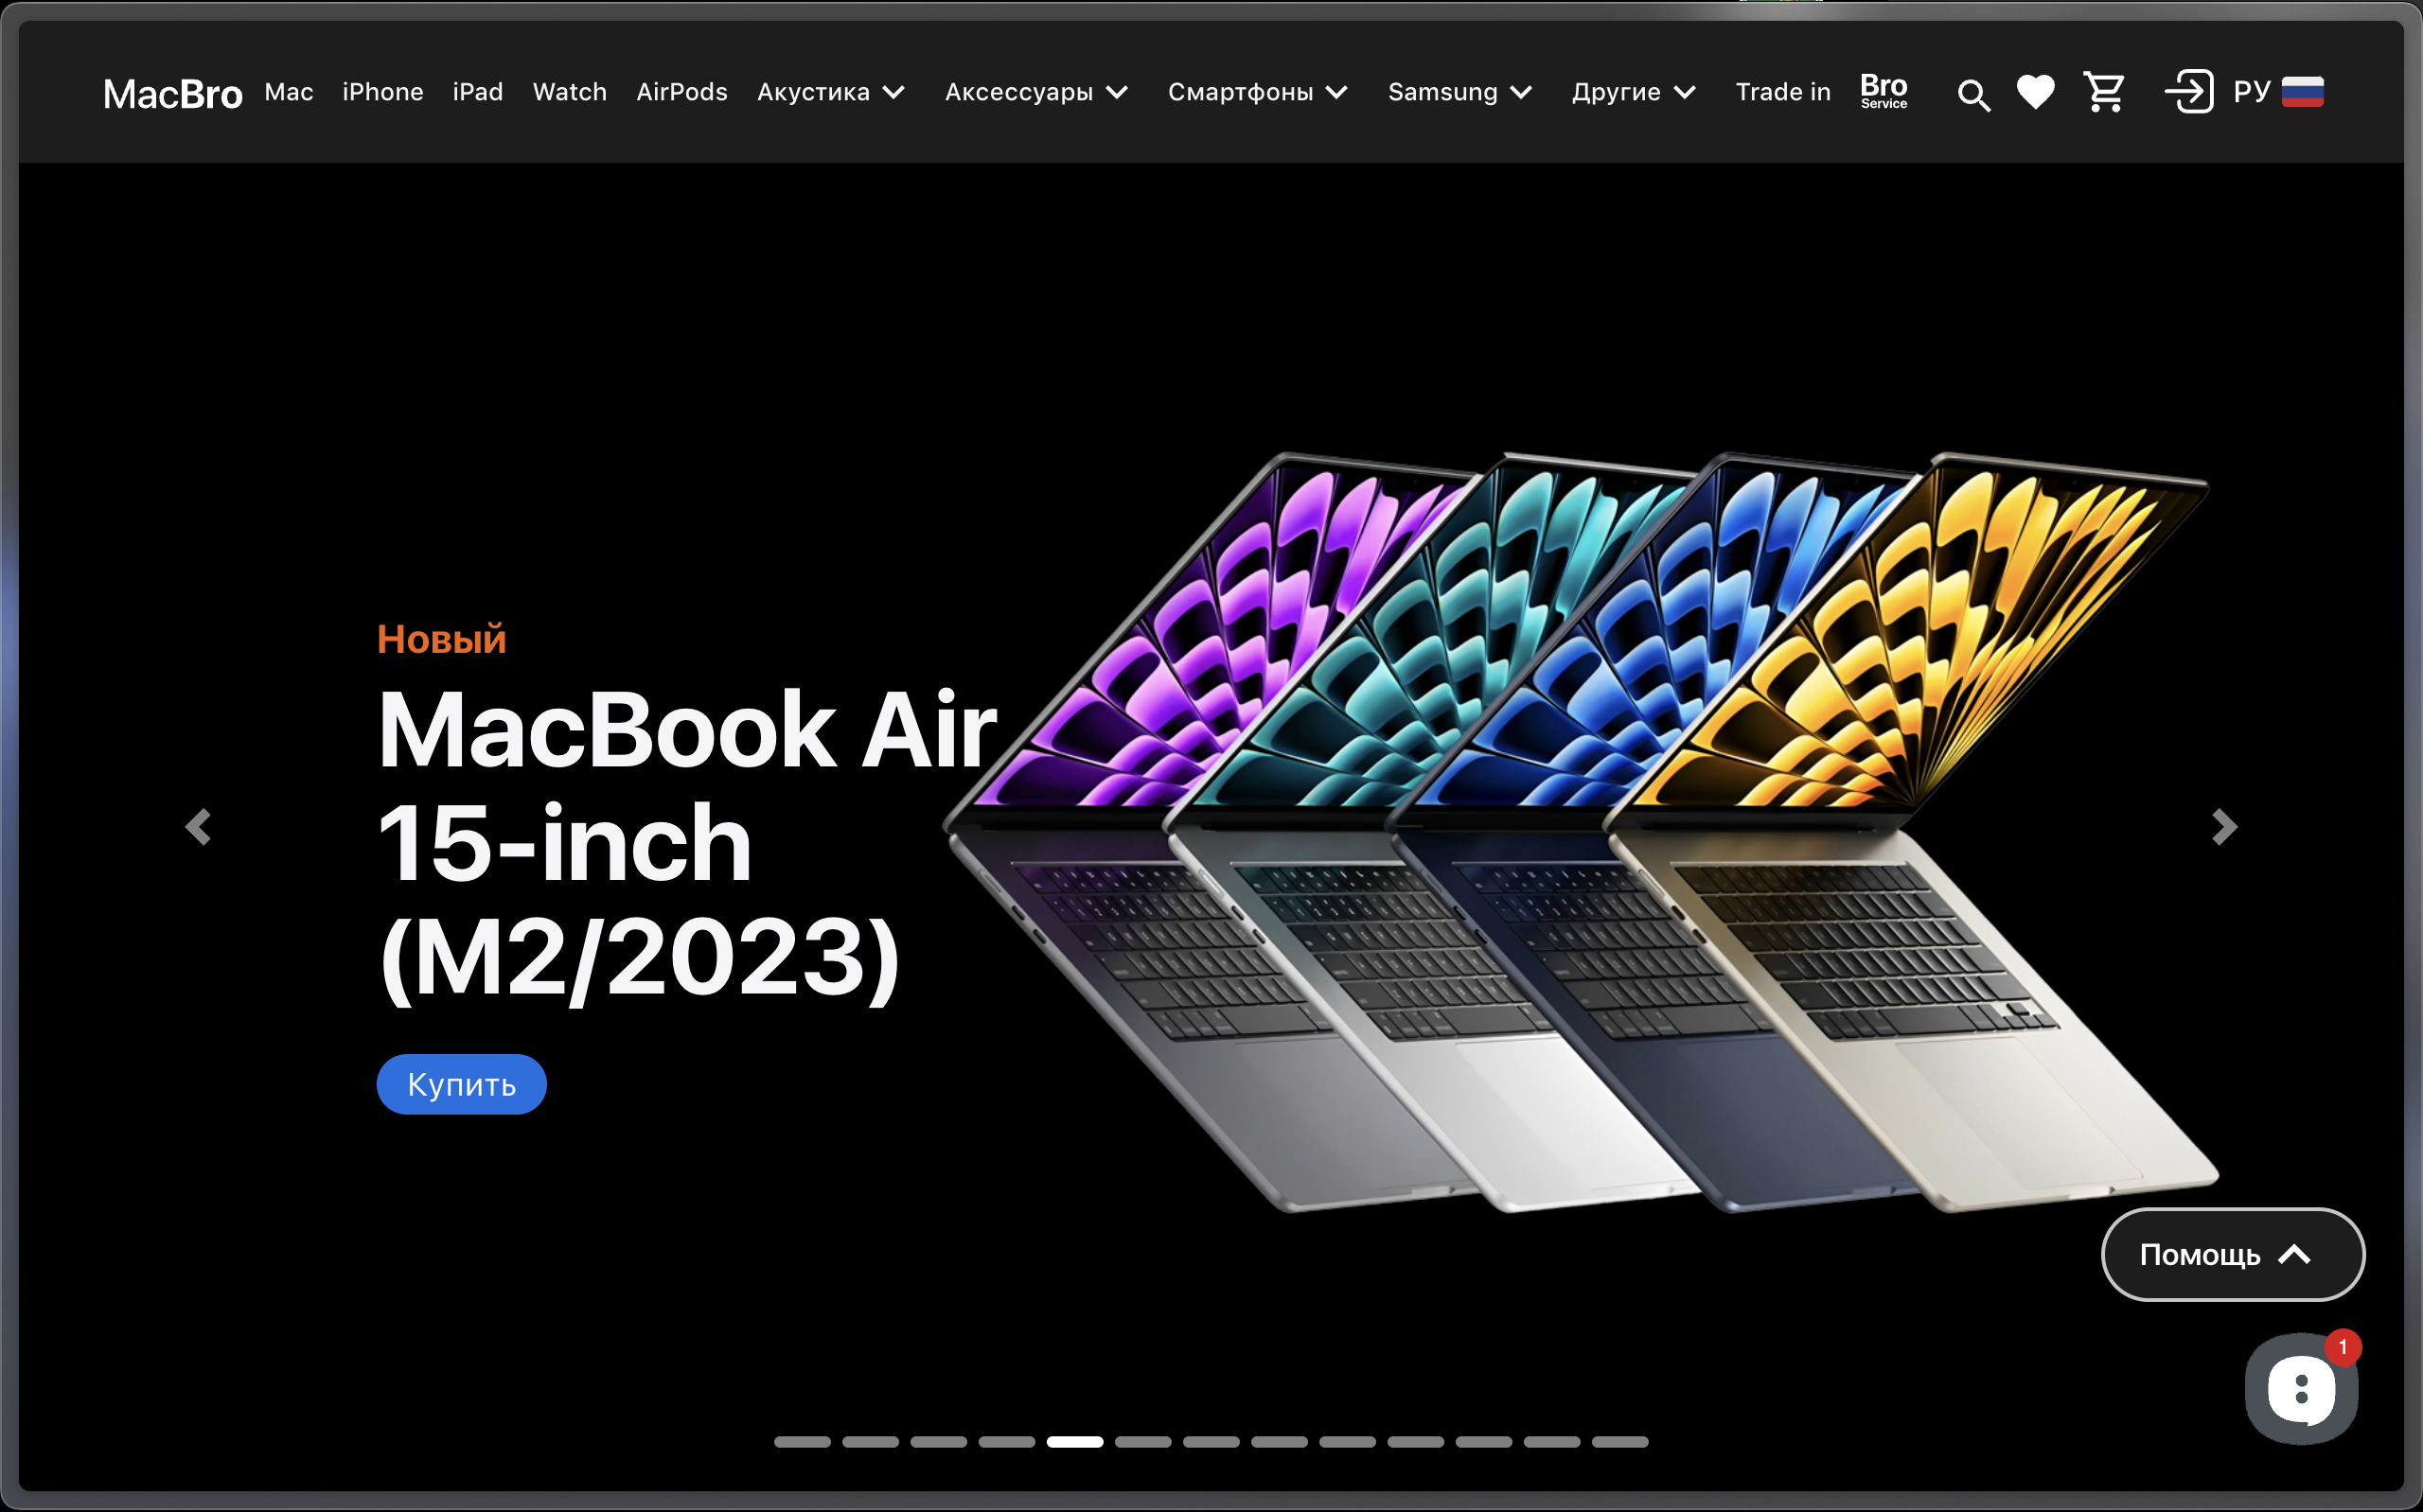 MacBro Mac iPhone iPad Watch AirPods Акустика Аксессуары Смартфоны Samsung Другие Trade in Bro Service РУ
Новый
MacBook Air
15-inch
(M2/2023)
Купить
Помощь
1